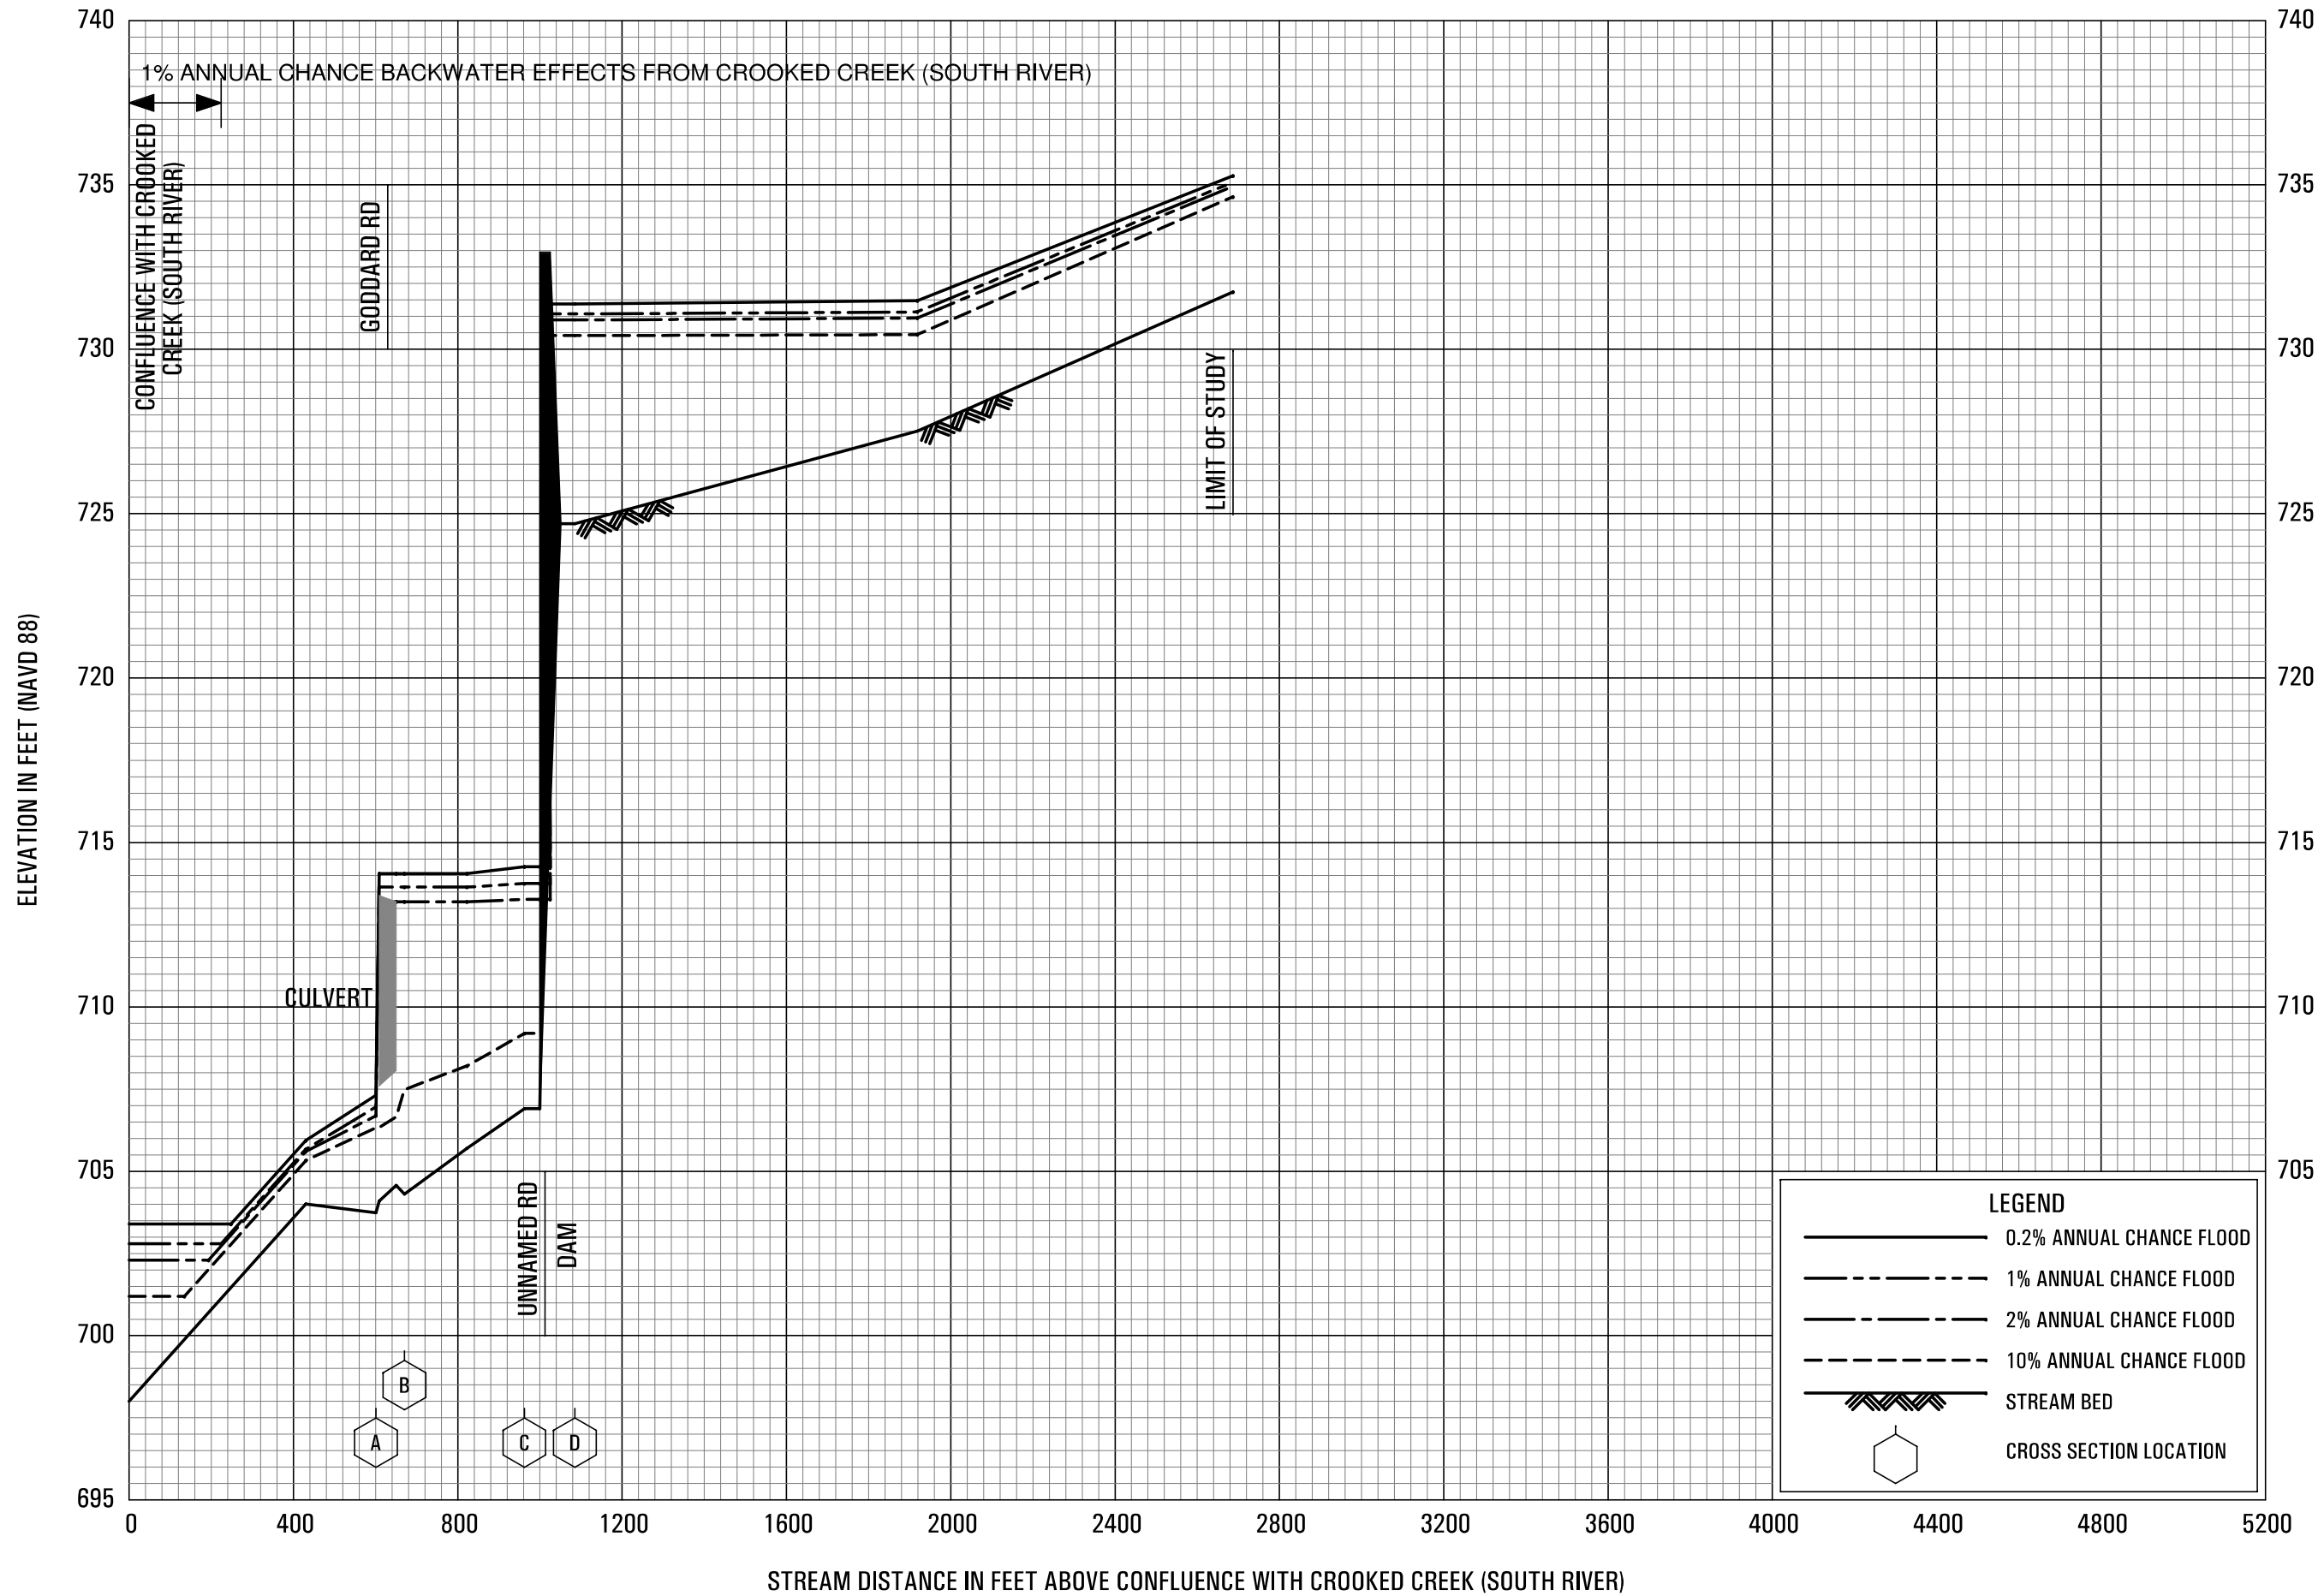 1% ANNUAL CHANCE BACKWATER EFFECTS FROM CROOKED CREEK (SOUTH RIVER)
CONFLUENCE WITH CROOKED
CREEK (SOUTH RIVER)
GODDARD RD
LIMIT OF STUDY
CULVERT
UNNAMED RD
DAM
A
B
C
D
ELEVATION IN FEET (NAVD 88)
740
735
730
725
720
715
710
705
700
695
740
735
730
725
720
715
710
705
LEGEND
0.2% ANNUAL CHANCE FLOOD
1% ANNUAL CHANCE FLOOD
2% ANNUAL CHANCE FLOOD
10% ANNUAL CHANCE FLOOD
STREAM BED
CROSS SECTION LOCATION
0 400 800 1200 1600 2000 2400 2800 3200 3600 4000 4400 4800 5200
STREAM DISTANCE IN FEET ABOVE CONFLUENCE WITH CROOKED CREEK (SOUTH RIVER)